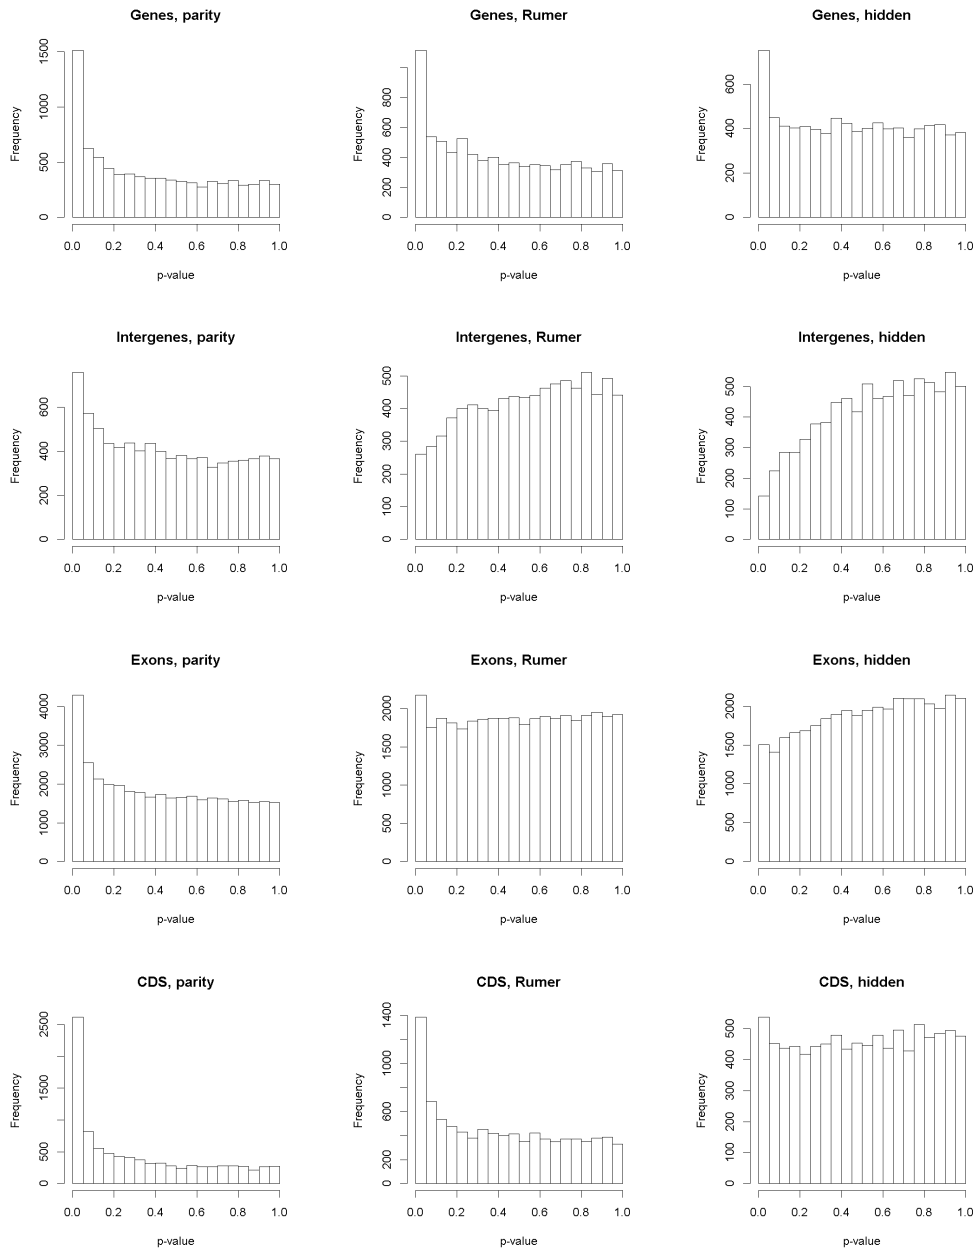 Genes, parity
Genes, Rumer
Genes, hidden
Frequency
0 500 1000 1500
0.0 0.2 0.4 0.6 0.8 1.0
p-value
Frequency
0 200 400 600 800
0.0 0.2 0.4 0.6 0.8 1.0
p-value
Frequency
0 200 400 600
0.0 0.2 0.4 0.6 0.8 1.0
p-value
Intergenes, parity
Intergenes, Rumer
Intergenes, hidden
Frequency
0 200 400 600
0.0 0.2 0.4 0.6 0.8 1.0
p-value
Frequency
0 100 200 300 400 500
0.0 0.2 0.4 0.6 0.8 1.0
p-value
Frequency
0 100 200 300 400 500
0.0 0.2 0.4 0.6 0.8 1.0
p-value
Exons, parity
Exons, Rumer
Exons, hidden
Frequency
0 1000 2000 3000 4000
0.0 0.2 0.4 0.6 0.8 1.0
p-value
Frequency
0 500 1000 1500 2000
0.0 0.2 0.4 0.6 0.8 1.0
p-value
Frequency
0 500 1000 1500 2000
0.0 0.2 0.4 0.6 0.8 1.0
p-value
CDS, parity
CDS, Rumer
CDS, hidden
Frequency
0 500 1500 2500
0.0 0.2 0.4 0.6 0.8 1.0
p-value
Frequency
0 200 600 1000 1400
0.0 0.2 0.4 0.6 0.8 1.0
p-value
Frequency
0 100 200 300 400 500
0.0 0.2 0.4 0.6 0.8 1.0
p-value